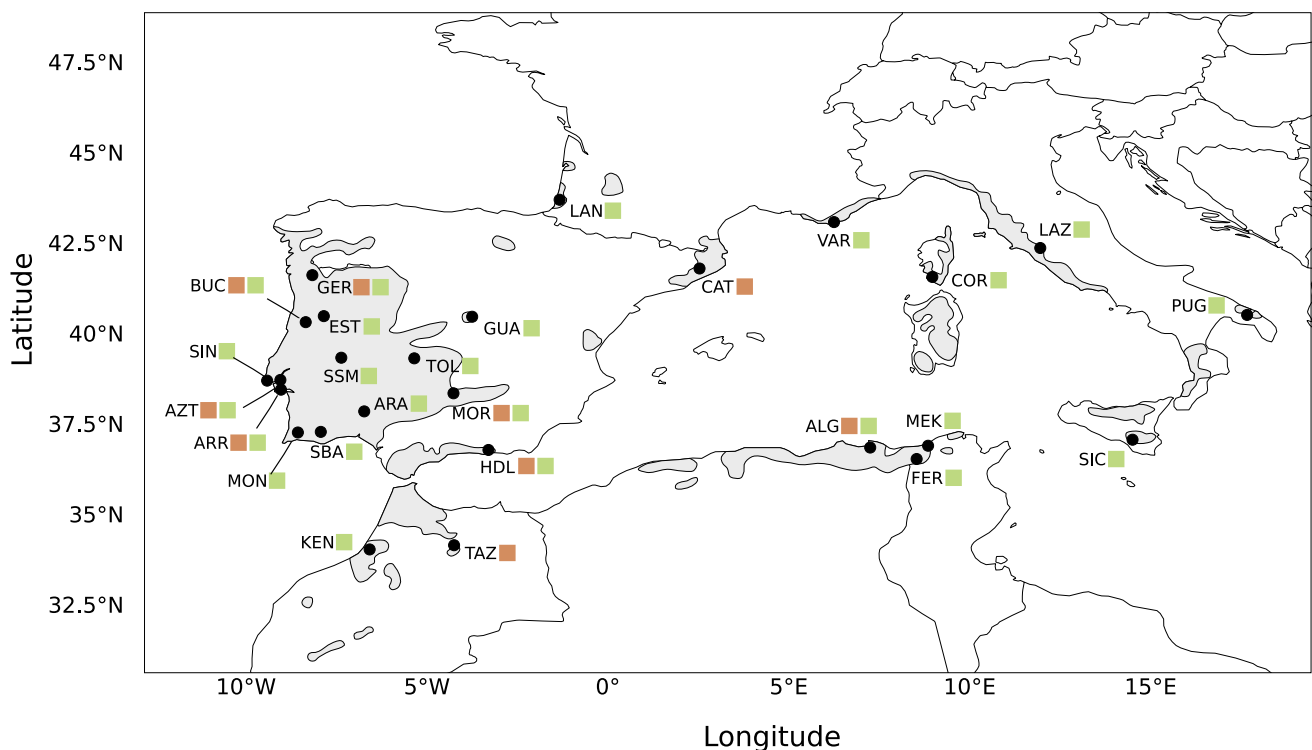 47.5°N
45°N
42.5°N
40°N
37.5°N
35°N
32.5°N
Latitude
LAN
VAR
LAZ
COR
CAT
PUG
BUC
GER
EST
GUA
SIN
SSM
TOL
AZT
ARA
MOR
ARR
SBA
MON
HDL
ALG
MEK
FER
SIC
KEN
TAZ
10°W
5°W
0°
5°E
10°E
15°E
Longitude